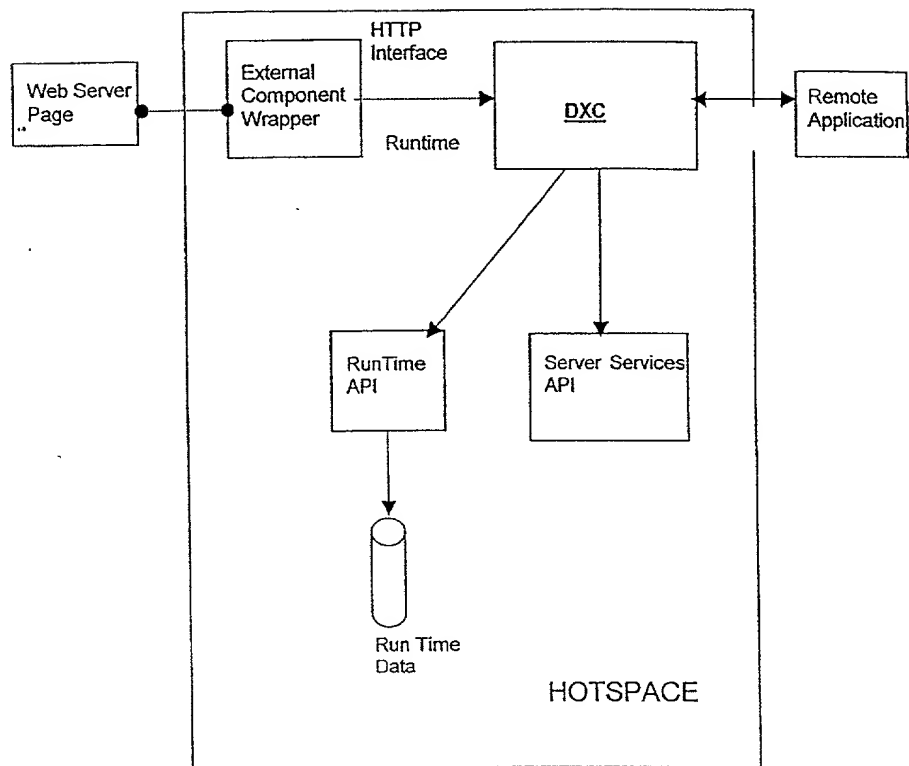 HTTP
Interface
Web Server
Page
External
Component
Wrapper
DXC
Remote
Application
Runtime
RunTime
API
Server Services
API
Run Time
Data
HOTSPACE